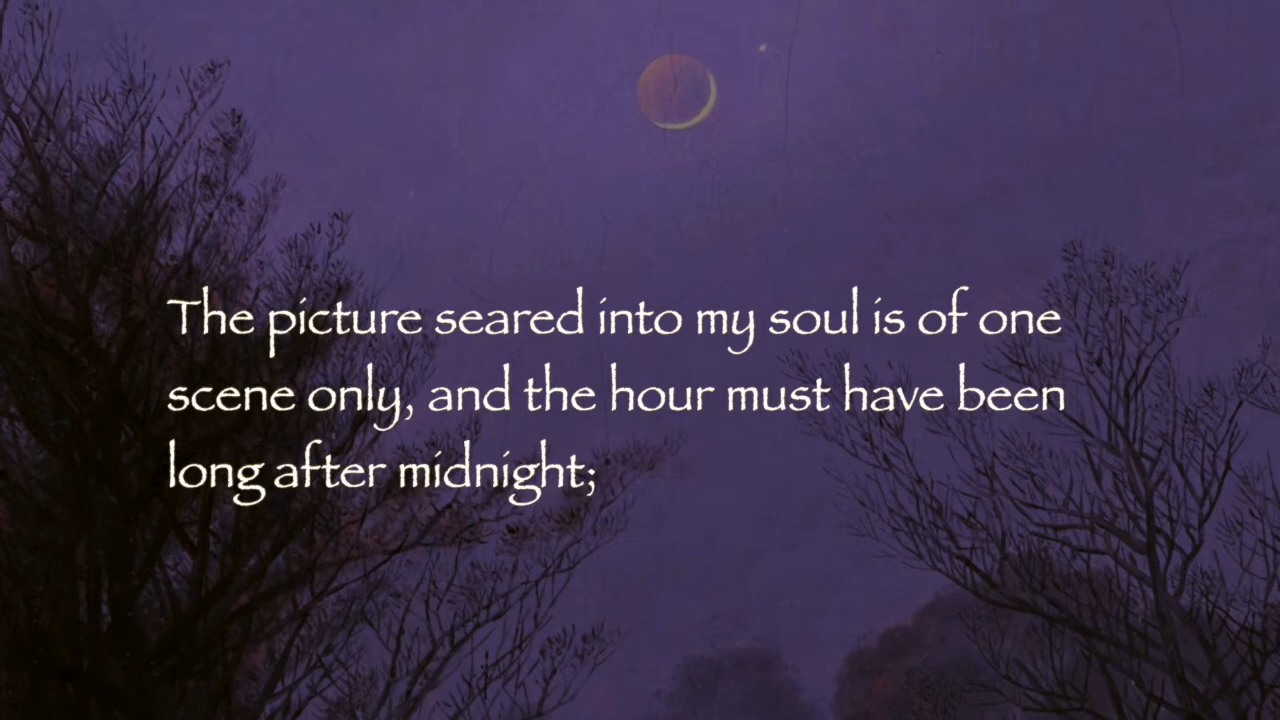 The picture seared into my soul is of one
scene only, and the hour must have been
long after midnight;